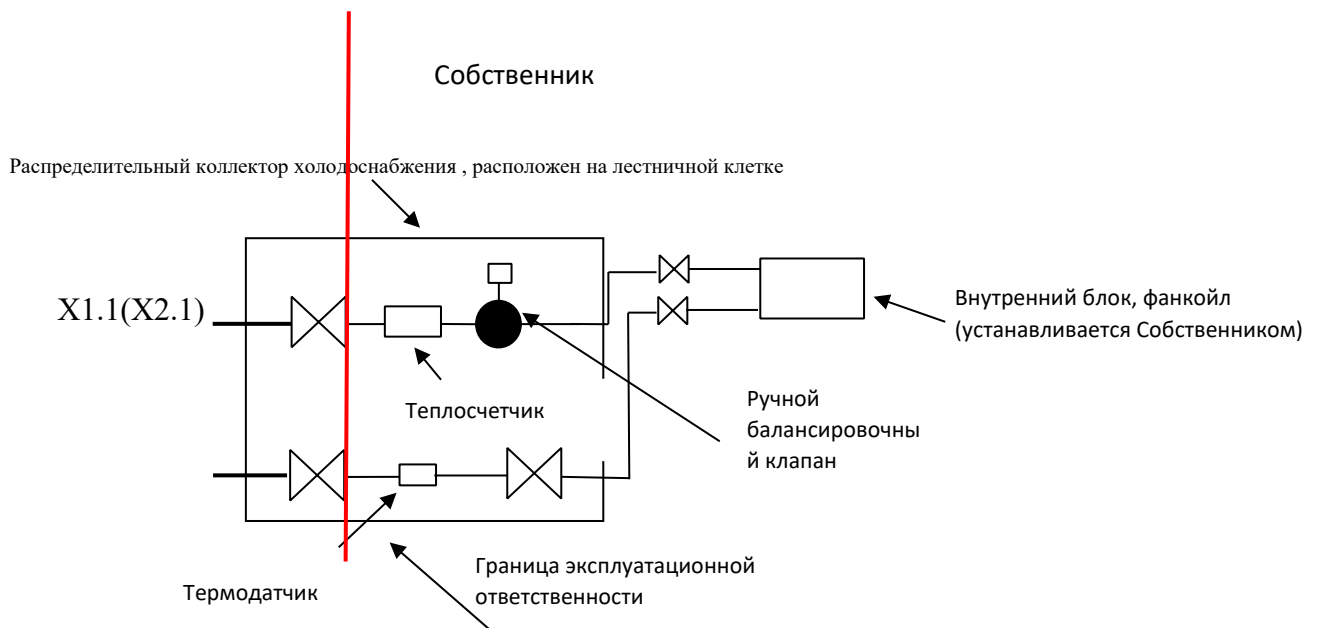 Собственник
Распределительный коллектор холодоснабжения , расположен на лестничной клетке
X1.1(X2.1)
Внутренний блок, фанкойл
(устанавливается Собственником)
Теплосчетчик
Ручной
балансировочны
й клапан
Граница эксплуатационной
ответственности
Термодатчик